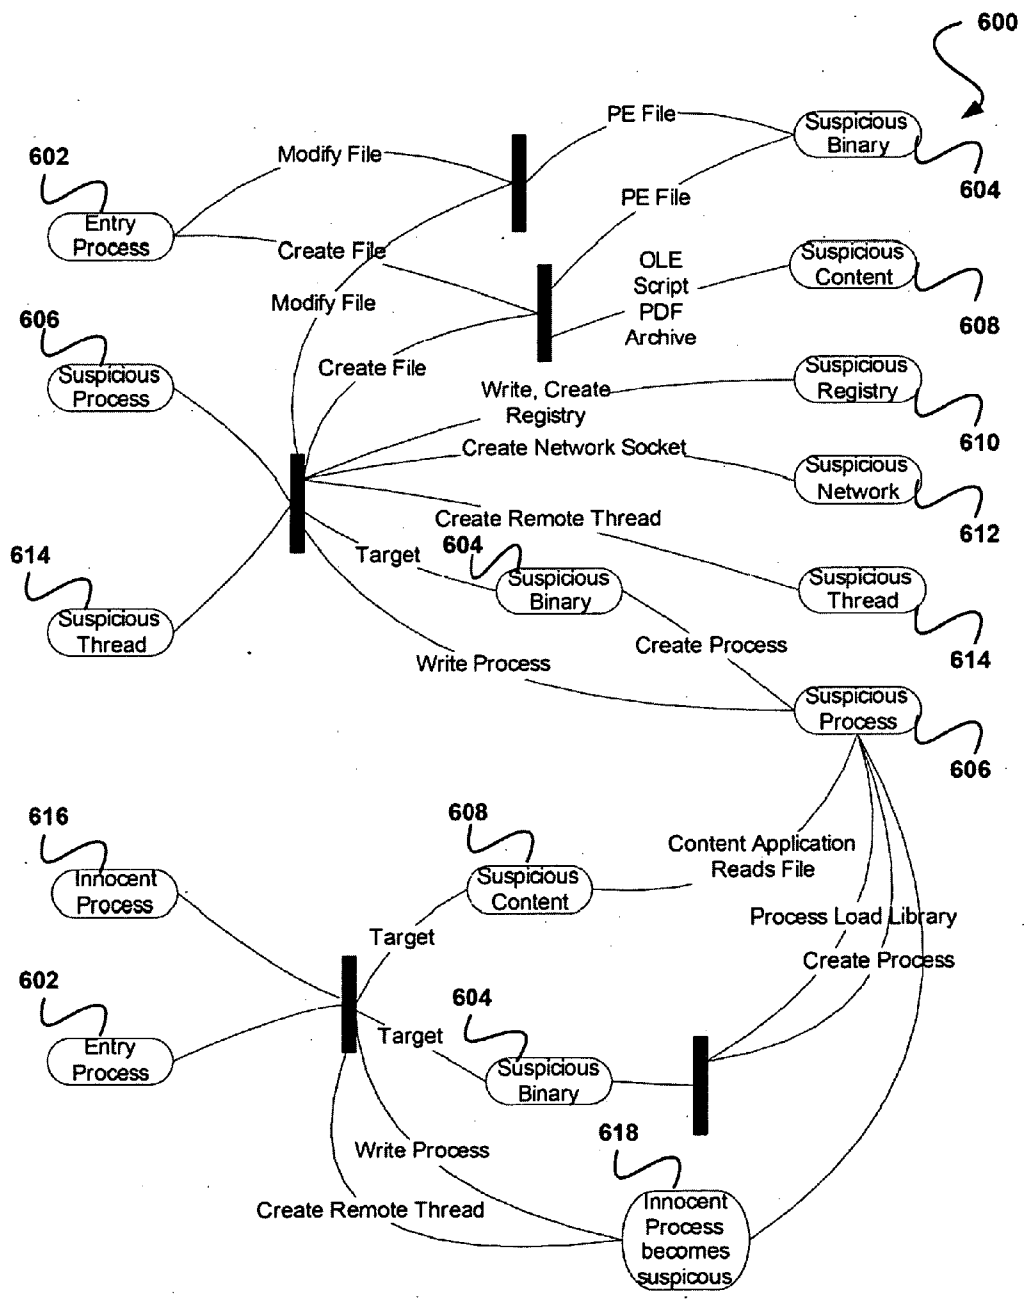 600
PE File
Suspicious
Binary
604
602
Modify File
Entry
Process
PE File
Create File
OLE
Script
PDF
Archive
Suspicious
Content
608
Modify File
606
Suspicious
Process
Create File
Write, Create
Registry
Suspicious
Registry
610
Create Network Socket
Suspicious
Network
612
Create Remote Thread
614
Suspicious
Thread
Target
604
Suspicious
Binary
Suspicious
Thread
614
Create Process
Write Process
Suspicious
Process
606
616
Innocent
Process
608
Suspicious
Content
Content Application
Reads File
Target
Process Load Library
Create Process
602
Entry
Process
604
Target
Suspicious
Binary
618
Write Process
Create Remote Thread
Innocent
Process
becomes
suspicous